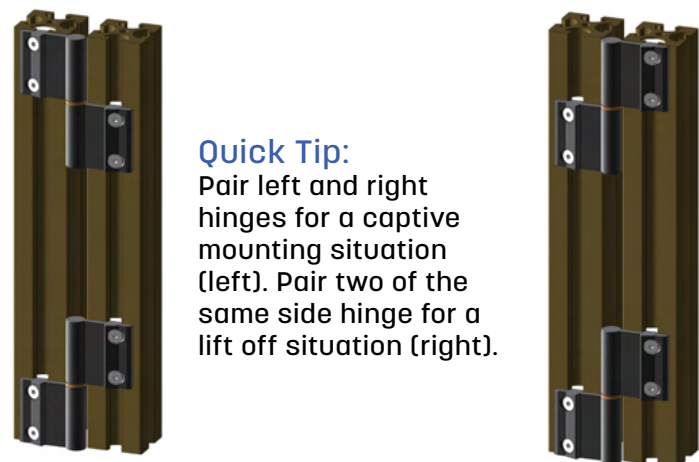 Quick Tip:
Pair left and right
hinges for a captive
mounting situation
(left). Pair two of the
same side hinge for a
lift off situation (right).